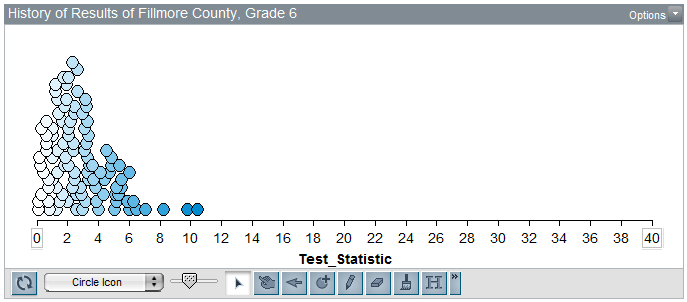 History of Results of Fillmore County, Grade 6
Options
0 2 4 6 8 10 12 14 16 18 20 22 24 26 28 30 32 34 36 38 40
Test_Statistic
Circle Icon